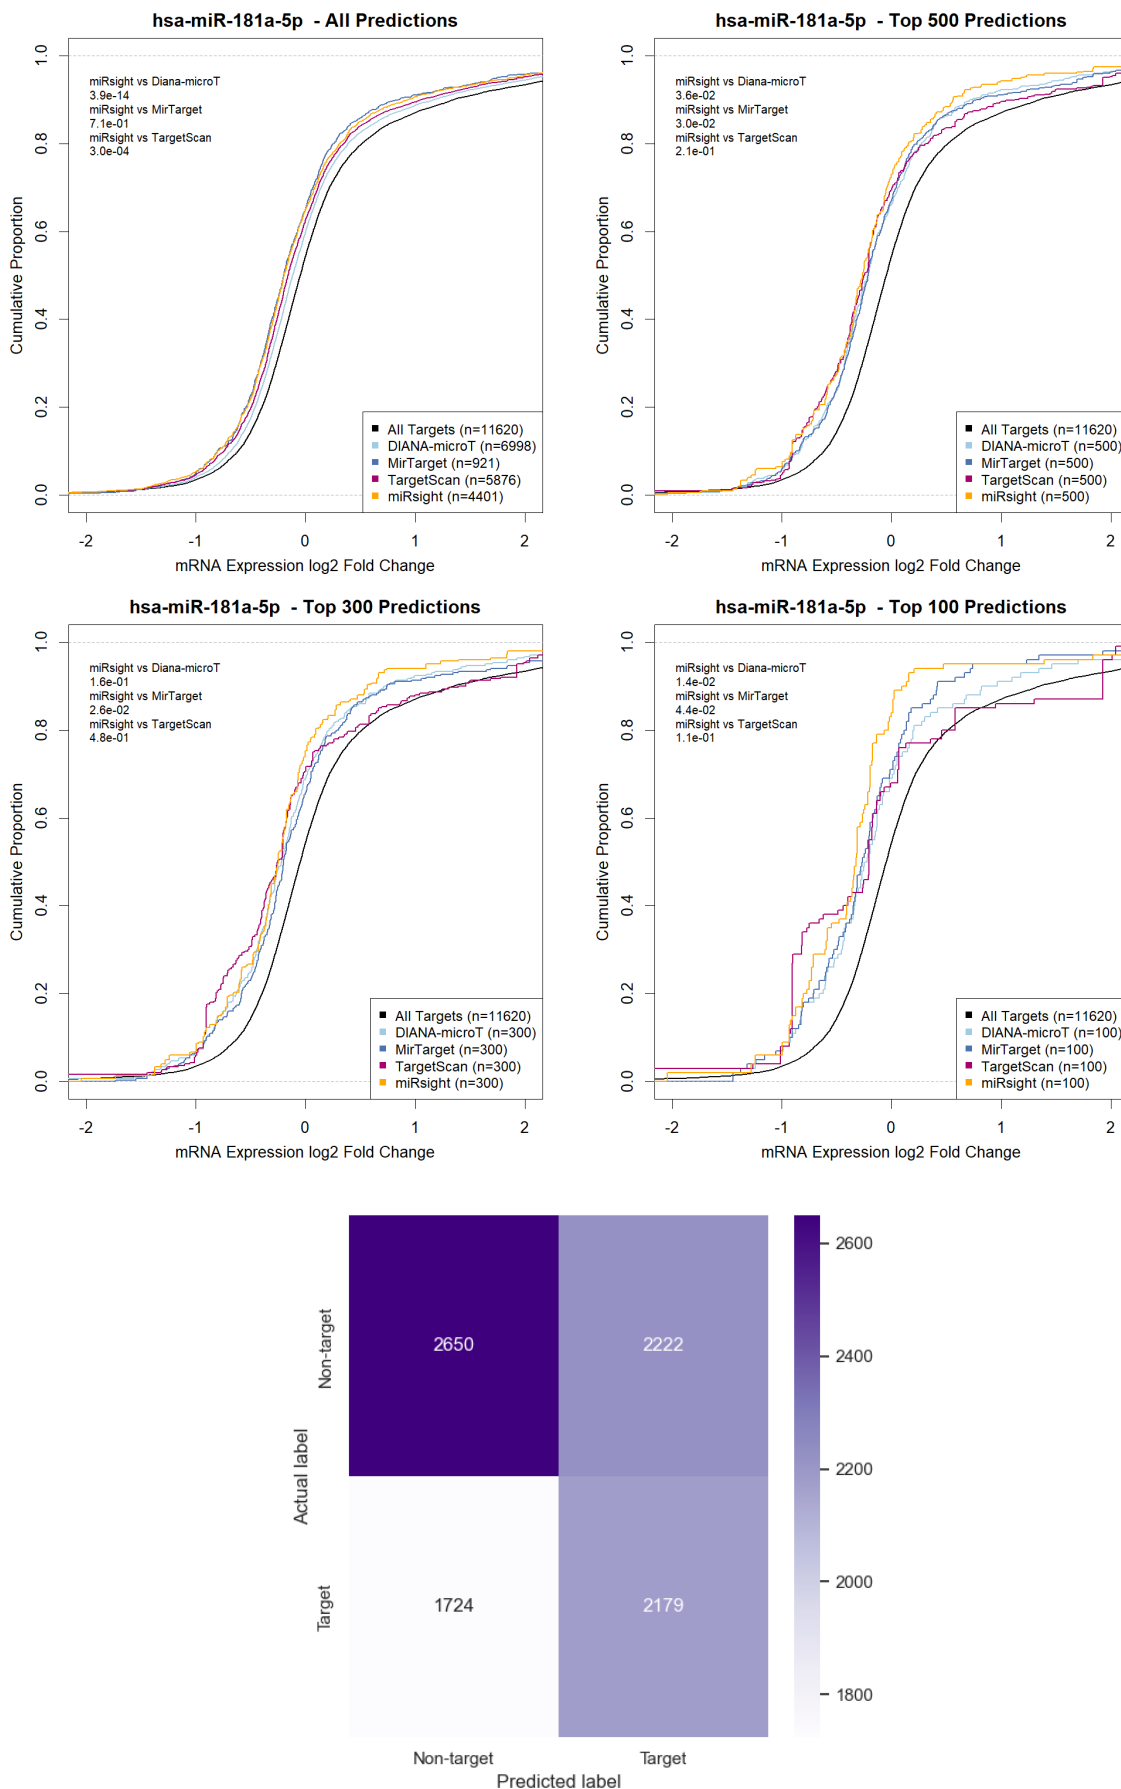 hsa-miR-181a-5p  - All Predictions
1.0
0.8
0.6
0.4
0.2
0.0
Cumulative Proportion
miRsight vs Diana-microT
3.9e-14
miRsight vs MirTarget
7.1e-01
miRsight vs TargetScan
3.0e-04
All Targets (n=11620)
DIANA-microT (n=6998)
MirTarget (n=921)
TargetScan (n=5876)
miRsight (n=4401)
-2 -1 0 1 2
mRNA Expression log2 Fold Change
hsa-miR-181a-5p  - Top 500 Predictions
1.0
0.8
0.6
0.4
0.2
0.0
Cumulative Proportion
miRsight vs Diana-microT
3.6e-02
miRsight vs MirTarget
3.0e-02
miRsight vs TargetScan
2.1e-01
All Targets (n=11620)
DIANA-microT (n=500)
MirTarget (n=500)
TargetScan (n=500)
miRsight (n=500)
-2 -1 0 1 2
mRNA Expression log2 Fold Change
hsa-miR-181a-5p  - Top 300 Predictions
1.0
0.8
0.6
0.4
0.2
0.0
Cumulative Proportion
miRsight vs Diana-microT
1.6e-01
miRsight vs MirTarget
2.6e-02
miRsight vs TargetScan
4.8e-01
All Targets (n=11620)
DIANA-microT (n=300)
MirTarget (n=300)
TargetScan (n=300)
miRsight (n=300)
-2 -1 0 1 2
mRNA Expression log2 Fold Change
hsa-miR-181a-5p  - Top 100 Predictions
1.0
0.8
0.6
0.4
0.2
0.0
Cumulative Proportion
miRsight vs Diana-microT
1.4e-02
miRsight vs MirTarget
4.4e-02
miRsight vs TargetScan
1.1e-01
All Targets (n=11620)
DIANA-microT (n=100)
MirTarget (n=100)
TargetScan (n=100)
miRsight (n=100)
-2 -1 0 1 2
mRNA Expression log2 Fold Change
Actual label
Non-target
Target
2650 2222
1724 2179
Non-target Target
Predicted label
2600
2400
2200
2000
1800